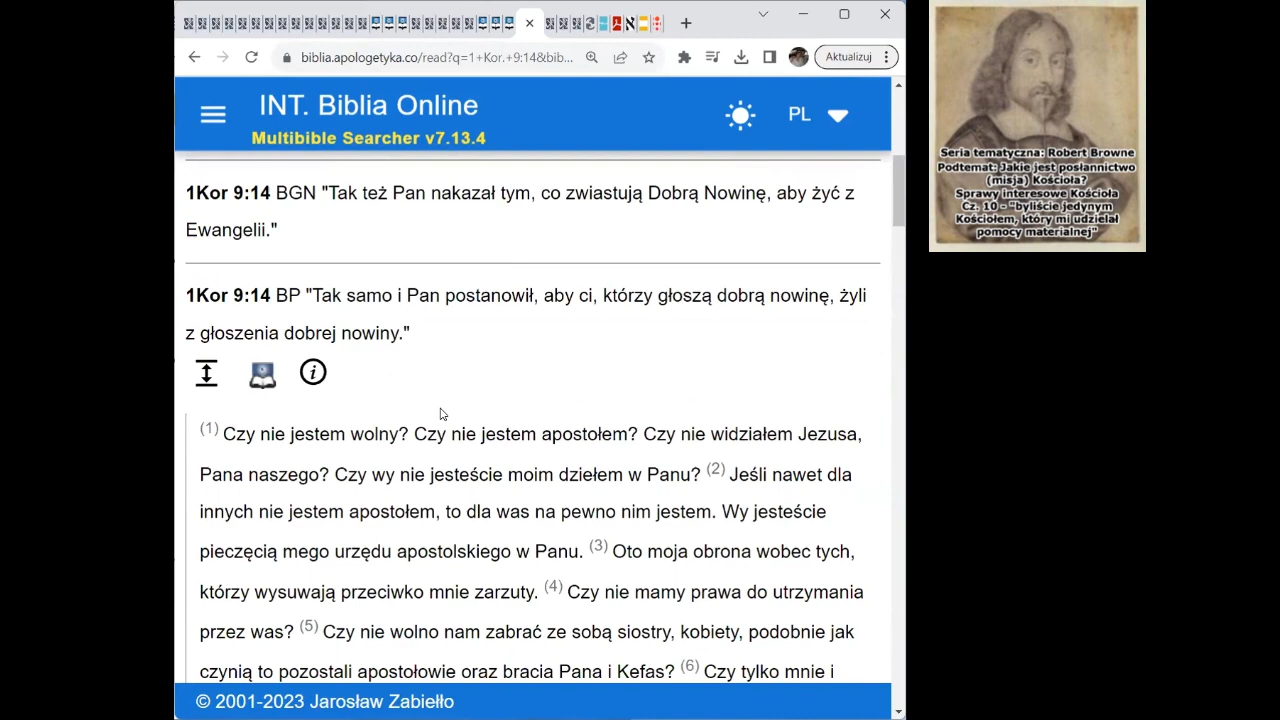 biblia.apologetyka.co/read?q=1+Kor.+9:14&bib...
Aktualizuj
INT. Biblia Online
Multibible Searcher v7.13.4
PL
1Kor 9:14 BGN "Tak też Pan nakazał tym, co zwiastują Dobrą Nowinę, aby żyć z
Ewangelii."
1Kor 9:14 BP "Tak samo i Pan postanowił, aby ci, którzy głoszą dobrą nowinę, żyli
z głoszenia dobrej nowiny."
(1) Czy nie jestem wolny? Czy nie jestem apostołem? Czy nie widziałem Jezusa,
Pana naszego? Czy wy nie jesteście moim dziełem w Panu? (2) Jeśli nawet dla
innych nie jestem apostołem, to dla was na pewno nim jestem. Wy jesteście
pieczęcią mego urzędu apostolskiego w Panu. (3) Oto moja obrona wobec tych,
którzy wysuwają przeciwko mnie zarzuty. (4) Czy nie mamy prawa do utrzymania
przez was? (5) Czy nie wolno nam zabrać ze sobą siostry, kobiety, podobnie jak
czynią to pozostali apostołowie oraz bracia Pana i Kefas? (6) Czy tylko mnie i
© 2001-2023 Jarosław Zabiełło
Seria tematyczna: Robert Browne
Podtemat: Jakie jest posłannictwo
(misja) Kościoła?
Sprawy interesowe Kościoła
Cz. 10 - "byliście jedynym
Kościołem, który mi udzielał
pomocy materialnej"